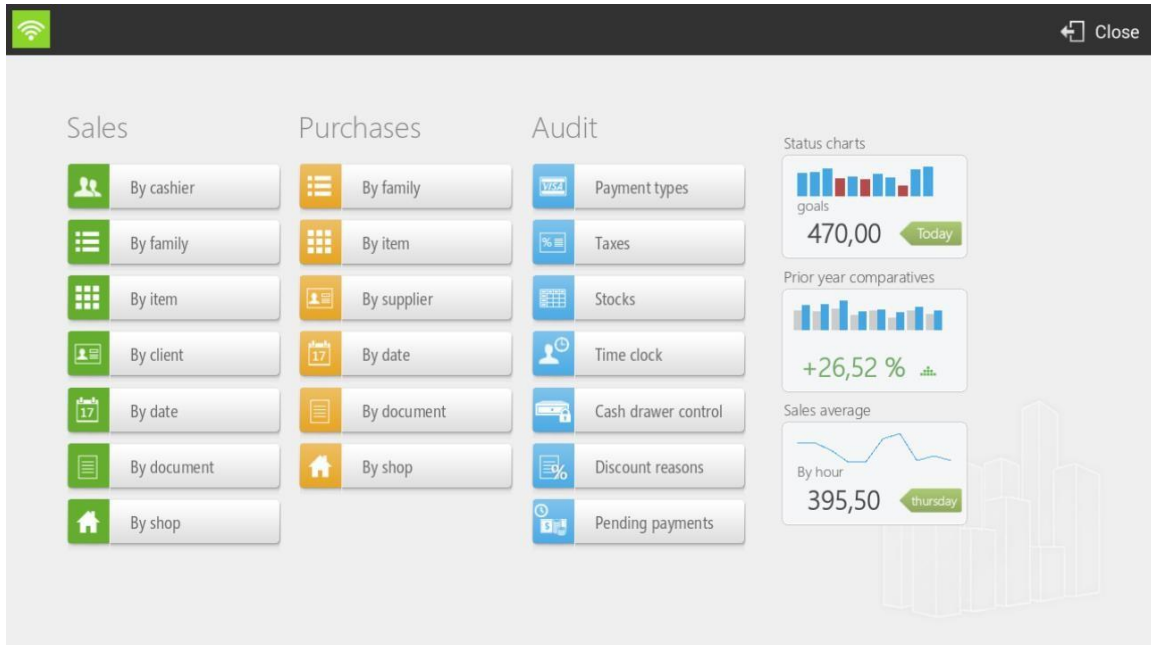 Close
Sales
By cashier
By family
By item
By client
17
By date
By document
By shop
Purchases
By family
By item
By supplier
17
By date
By document
By shop
Audit
VISA
Payment types
%
Taxes
Stocks
Time clock
Cash drawer control
%
Discount reasons
$
Pending payments
Status charts
goals
470,00
Today
Prior year comparatives
+26,52 %
Sales average
By hour
395,50
thursday